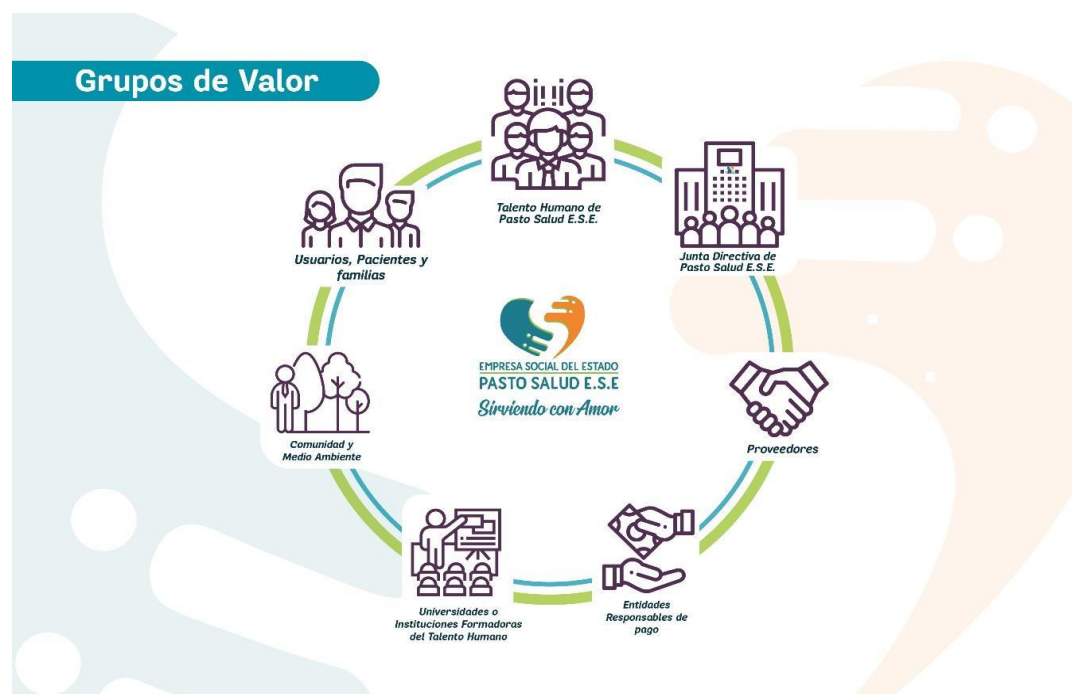 Grupos de Valor
Talento Humano de
Pasto Salud E.S.E.
Junta Directiva de
Pasto Salud E.S.E.
Usuarios, Pacientes y
familias
EMPRESA SOCIAL DEL ESTADO
PASTO SALUD E.S.E
Sirviendo con Amor
Comunidad y
Medio Ambiente
Proveedores
Universidades o
Instituciones Formadoras
del Talento Humano
Entidades
Responsables de
pago